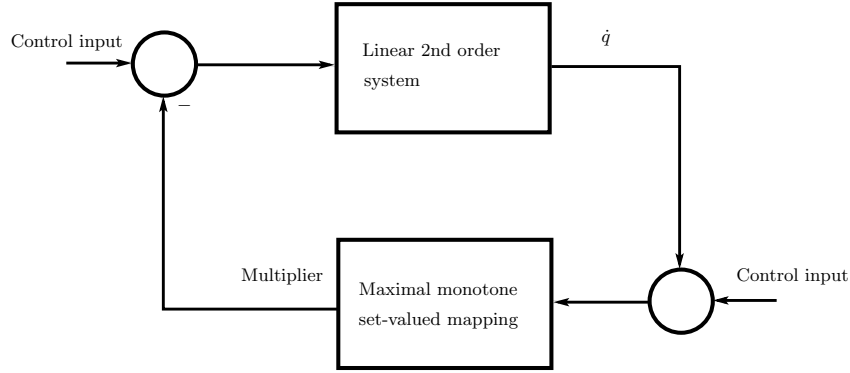 Control input
Linear 2nd order
system
q̇
−
Multiplier
Maximal monotone
set-valued mapping
Control input